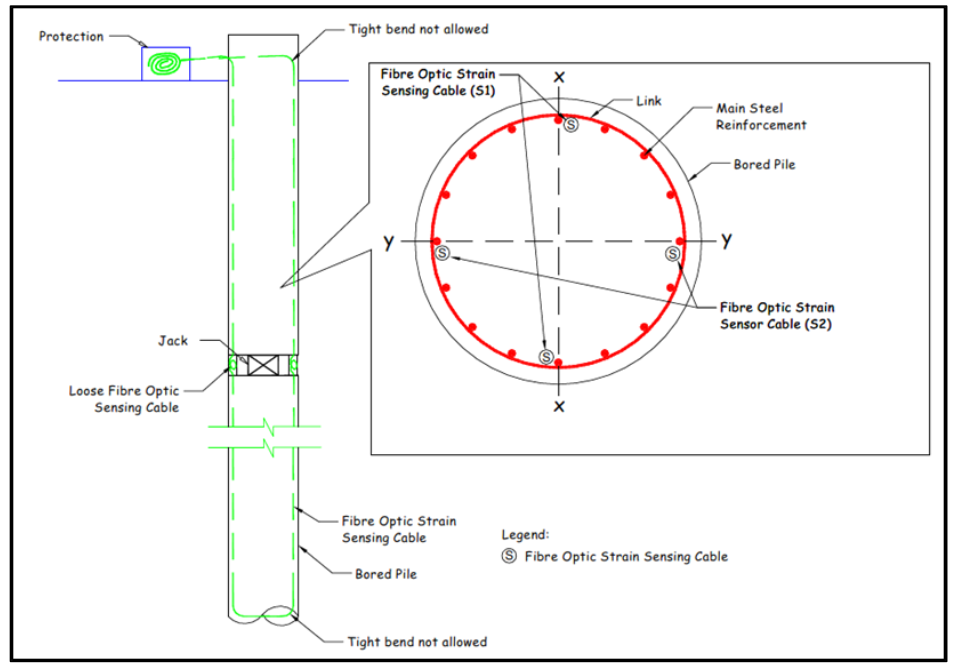 Protection
Tight bend not allowed
Fibre Optic Strain
Sensing Cable (S1)
x
Link
Main Steel
Reinforcement
Bored Pile
S
y
y
S
S
Fibre Optic Strain
Sensor Cable (S2)
Jack
S
Loose Fibre Optic
Sensing Cable
x
Fibre Optic Strain
Sensing Cable
Legend:
S Fibre Optic Strain Sensing Cable
Bored Pile
Tight bend not allowed